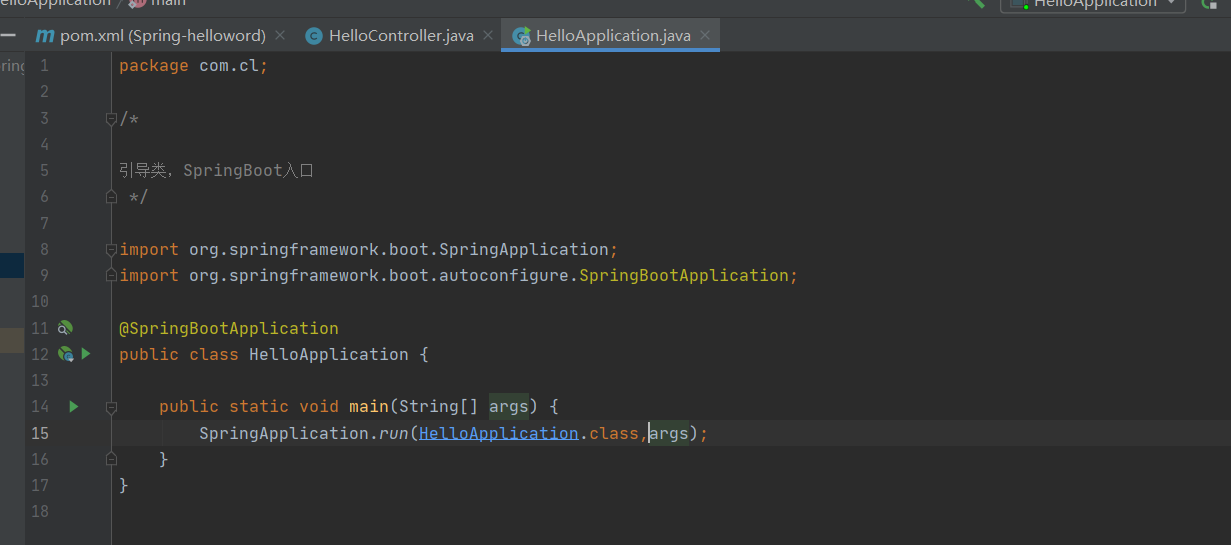 elloApplication / main
HelloApplication
pom.xml (Spring-helloword)
HelloController.java
HelloApplication.java
ring
1 package com.cl;
2
3 /*
4
5 引导类，SpringBoot入口
6 */
7
8 import org.springframework.boot.SpringApplication;
9 import org.springframework.boot.autoconfigure.SpringBootApplication;
10
11 @SpringBootApplication
12 public class HelloApplication {
13
14 public static void main(String[] args) {
15 SpringApplication.run(HelloApplication.class,args);
16 }
17 }
18